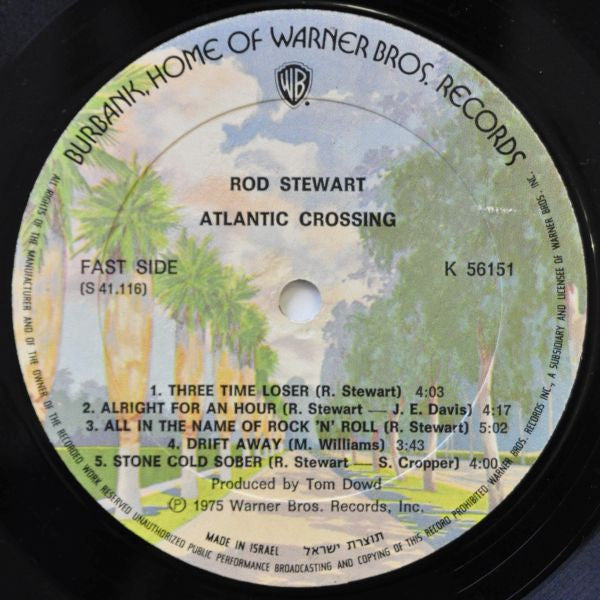 BURBANK, HOME OF WARNER BROS. RECORDS
WB
ROD STEWART
ATLANTIC CROSSING
FAST SIDE
(S 41.116)
K 56151
1. THREE TIME LOSER (R. Stewart) 4:03
2. ALRIGHT FOR AN HOUR (R. Stewart — J. E. Davis) 4:17
3. ALL IN THE NAME OF ROCK 'N' ROLL (R. Stewart) 5:02
4. DRIFT AWAY (M. Williams) 3:43
5. STONE COLD SOBER (R. Stewart — S. Cropper) 4:00
Produced by Tom Dowd
℗ 1975 Warner Bros. Records, Inc.
MADE IN ISRAEL תוצרת ישראל
ALL RIGHTS OF THE MANUFACTURER AND OF THE OWNER OF THE RECORDED WORK RESERVED UNAUTHORIZED PUBLIC PERFORMANCE BROADCASTING AND COPYING OF THIS RECORD PROHIBITED. WARNER BROS. RECORDS INC., A SUBSIDIARY AND LICENSEE OF WARNER BROS. INC.